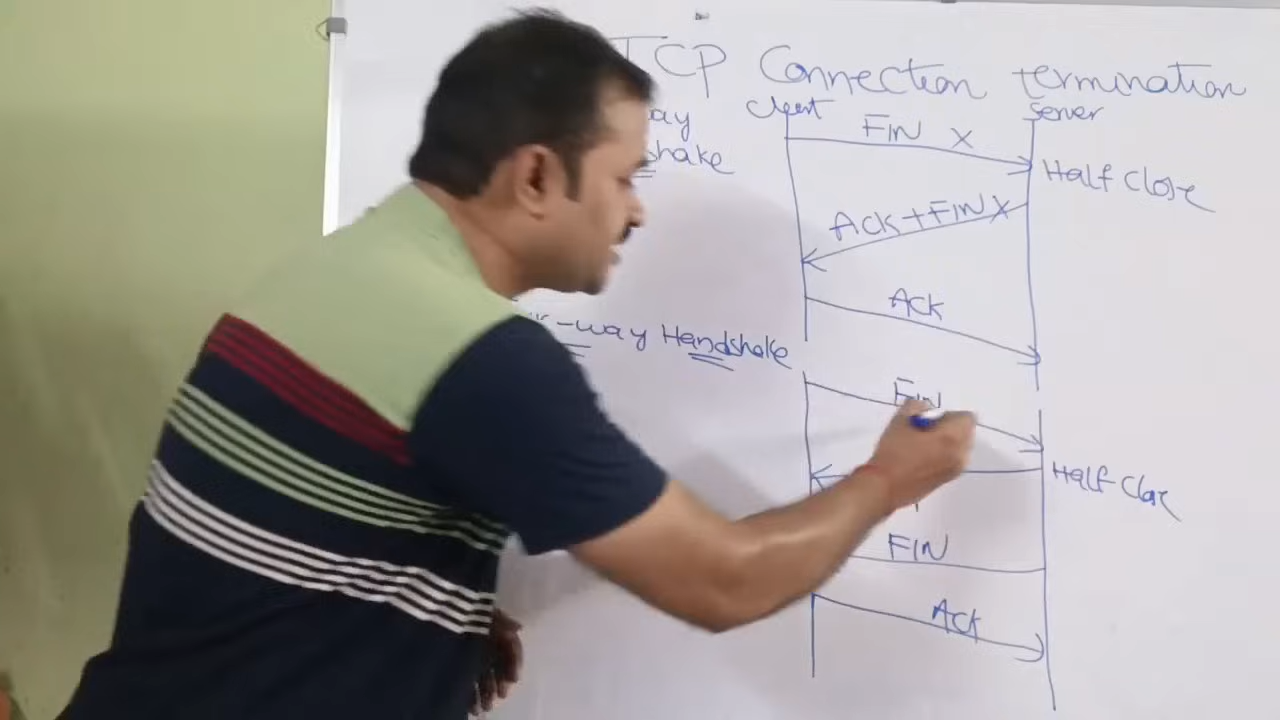 TCP Connection termination
Client
Server
FIN X
shake
Half Close
Ack + FIN X
Ack
-way Handshake
FIN
Half Close
FIN
Ack